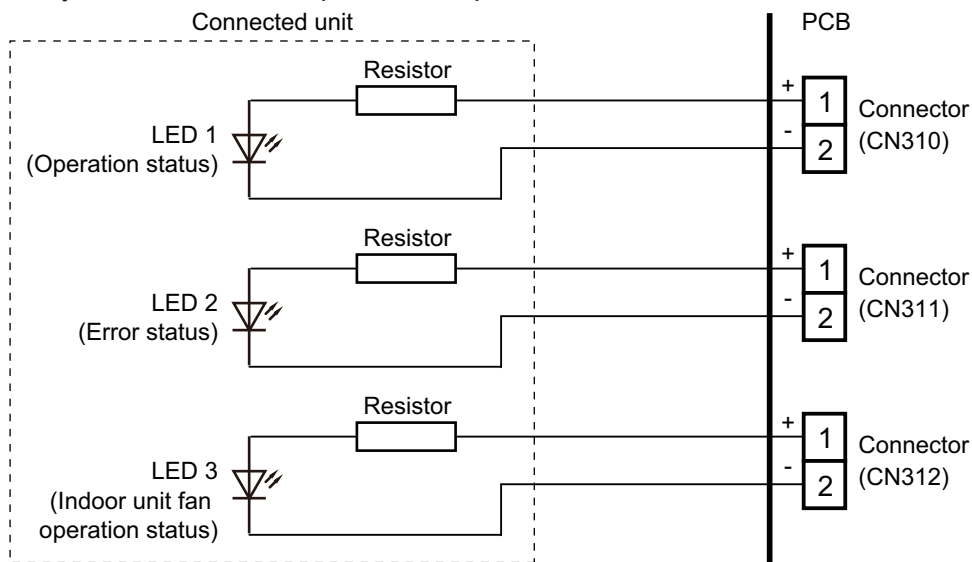 Connected unit
PCB
Resistor
LED 1
(Operation status)
+
-
1
2
Connector
(CN310)
Resistor
LED 2
(Error status)
+
-
1
2
Connector
(CN311)
Resistor
LED 3
(Indoor unit fan
operation status)
+
-
1
2
Connector
(CN312)